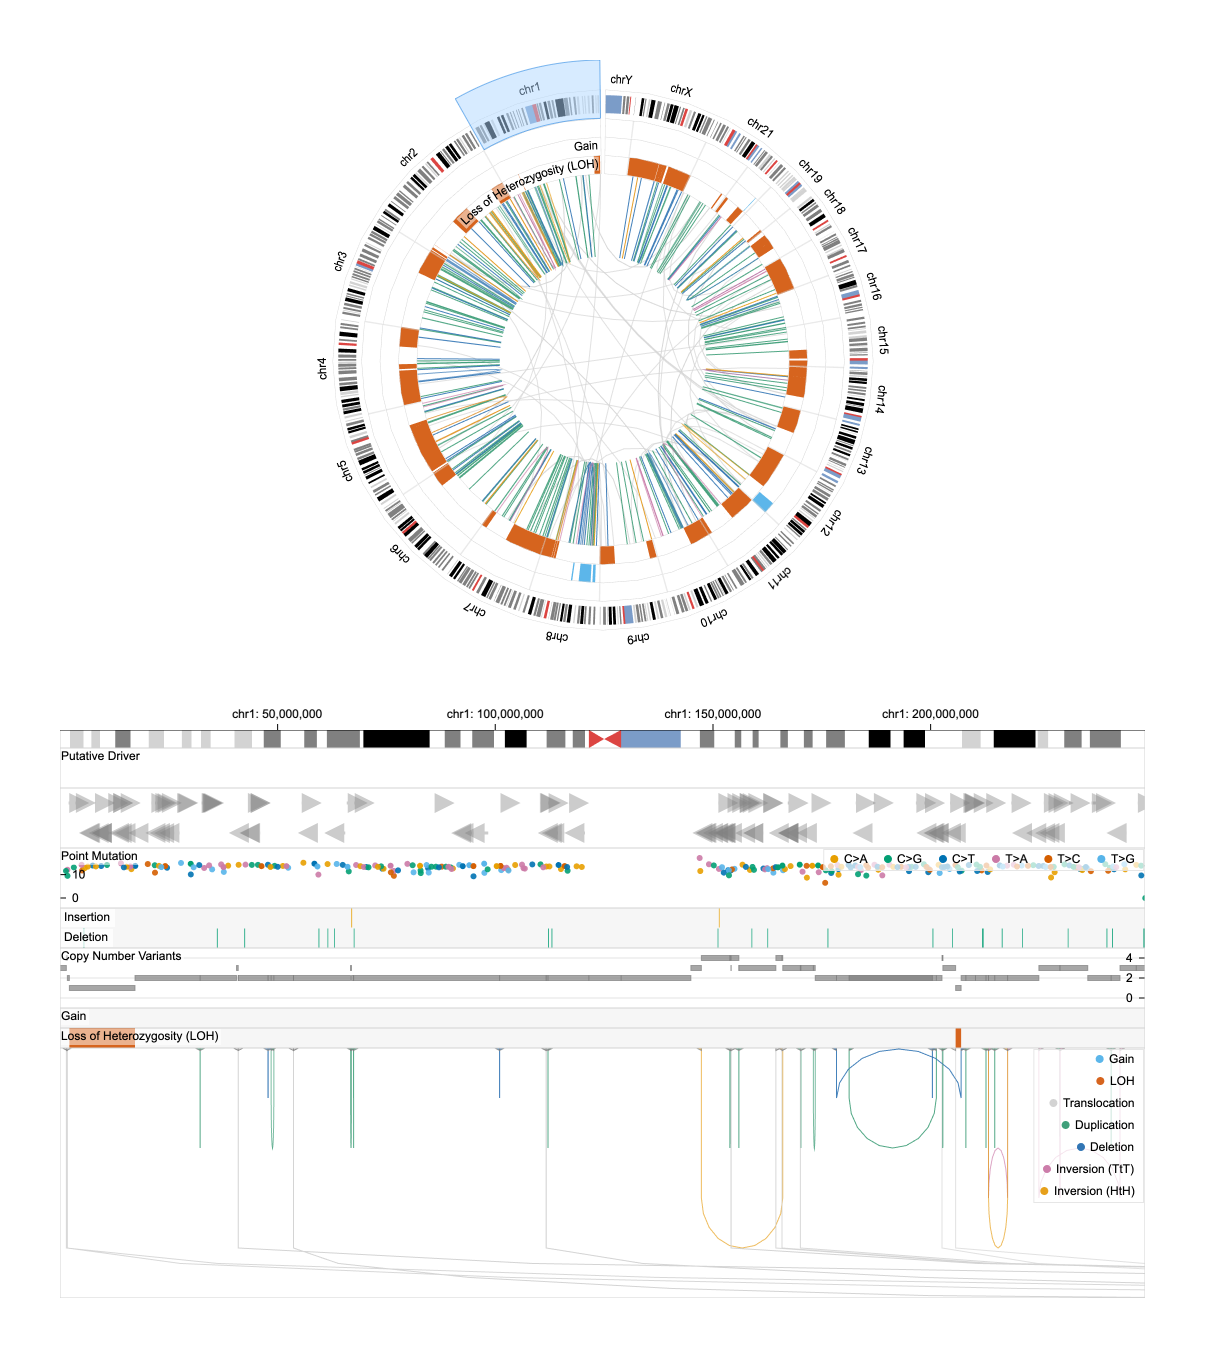 chrY
chrX
chr1
chr21
chr2
Gain
chr19
Loss of Heterozygosity (LOH)
chr18
chr17
chr3
chr16
chr15
chr4
chr14
chr13
chr5
chr12
chr6
chr11
chr7
chr10
chr8
chr9
chr1: 50,000,000 chr1: 100,000,000 chr1: 150,000,000 chr1: 200,000,000
Putative Driver
Point Mutation
C>A C>G C>T T>A T>C T>G
10
0
Insertion
Deletion
Copy Number Variants
4
2
0
Gain
Loss of Heterozygosity (LOH)
Gain
LOH
Translocation
Duplication
Deletion
Inversion (TtT)
Inversion (HtH)